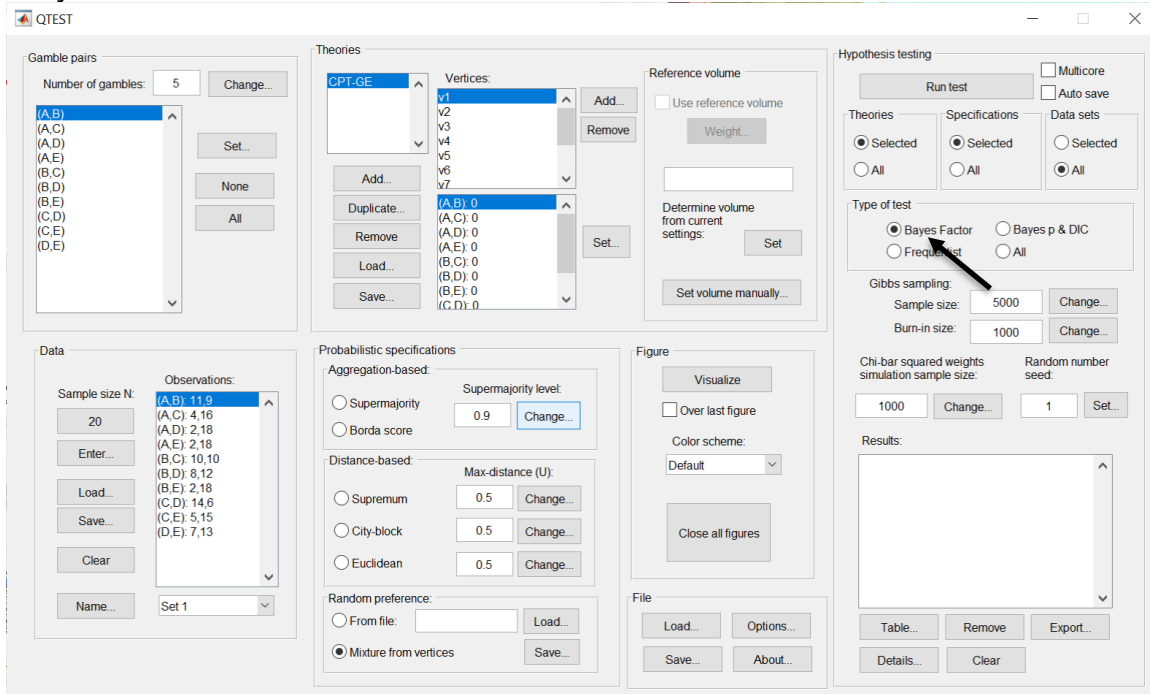 QTEST
Gamble pairs
Number of gambles: 5 Change...
(A,B)
(A,C)
(A,D)
(A,E)
(B,C)
(B,D)
(B,E)
(C,D)
(C,E)
(D,E)
Set...
None
All
Theories
CPT-GE
Vertices:
v1
v2
v3
v4
v5
v6
v7
Add...
Remove
Add...
Duplicate...
Remove
Load...
Save...
(A,B): 0
(A,C): 0
(A,D): 0
(A,E): 0
(B,C): 0
(B,D): 0
(B,E): 0
(C,D): 0
Set...
Reference volume
Use reference volume
Weight...
Determine volume
from current
settings:
Set
Set volume manually...
Hypothesis testing
Run test
Multicore
Auto save
Theories
Selected
All
Specifications
Selected
All
Data sets
Selected
All
Type of test
Bayes Factor
Bayes p & DIC
Frequentist
All
Gibbs sampling:
Sample size: 5000 Change...
Burn-in size: 1000 Change...
Chi-bar squared weights
simulation sample size:
1000 Change...
Random number
seed:
1 Set...
Results:
Table... Remove Export...
Details... Clear
Data
Sample size N:
20
Enter...
Load...
Save...
Clear
Name...
Observations:
(A,B): 11,9
(A,C): 4,16
(A,D): 2,18
(A,E): 2,18
(B,C): 10,10
(B,D): 8,12
(B,E): 2,18
(C,D): 14,6
(C,E): 5,15
(D,E): 7,13
Set 1
Probabilistic specifications
Aggregation-based:
Supermajority level:
Supermajority
0.9 Change...
Borda score
Distance-based:
Max-distance (U):
Supremum 0.5 Change...
City-block 0.5 Change...
Euclidean 0.5 Change...
Random preference:
From file: Load...
Mixture from vertices Save...
Figure
Visualize
Over last figure
Color scheme:
Default
Close all figures
File
Load... Options...
Save... About...